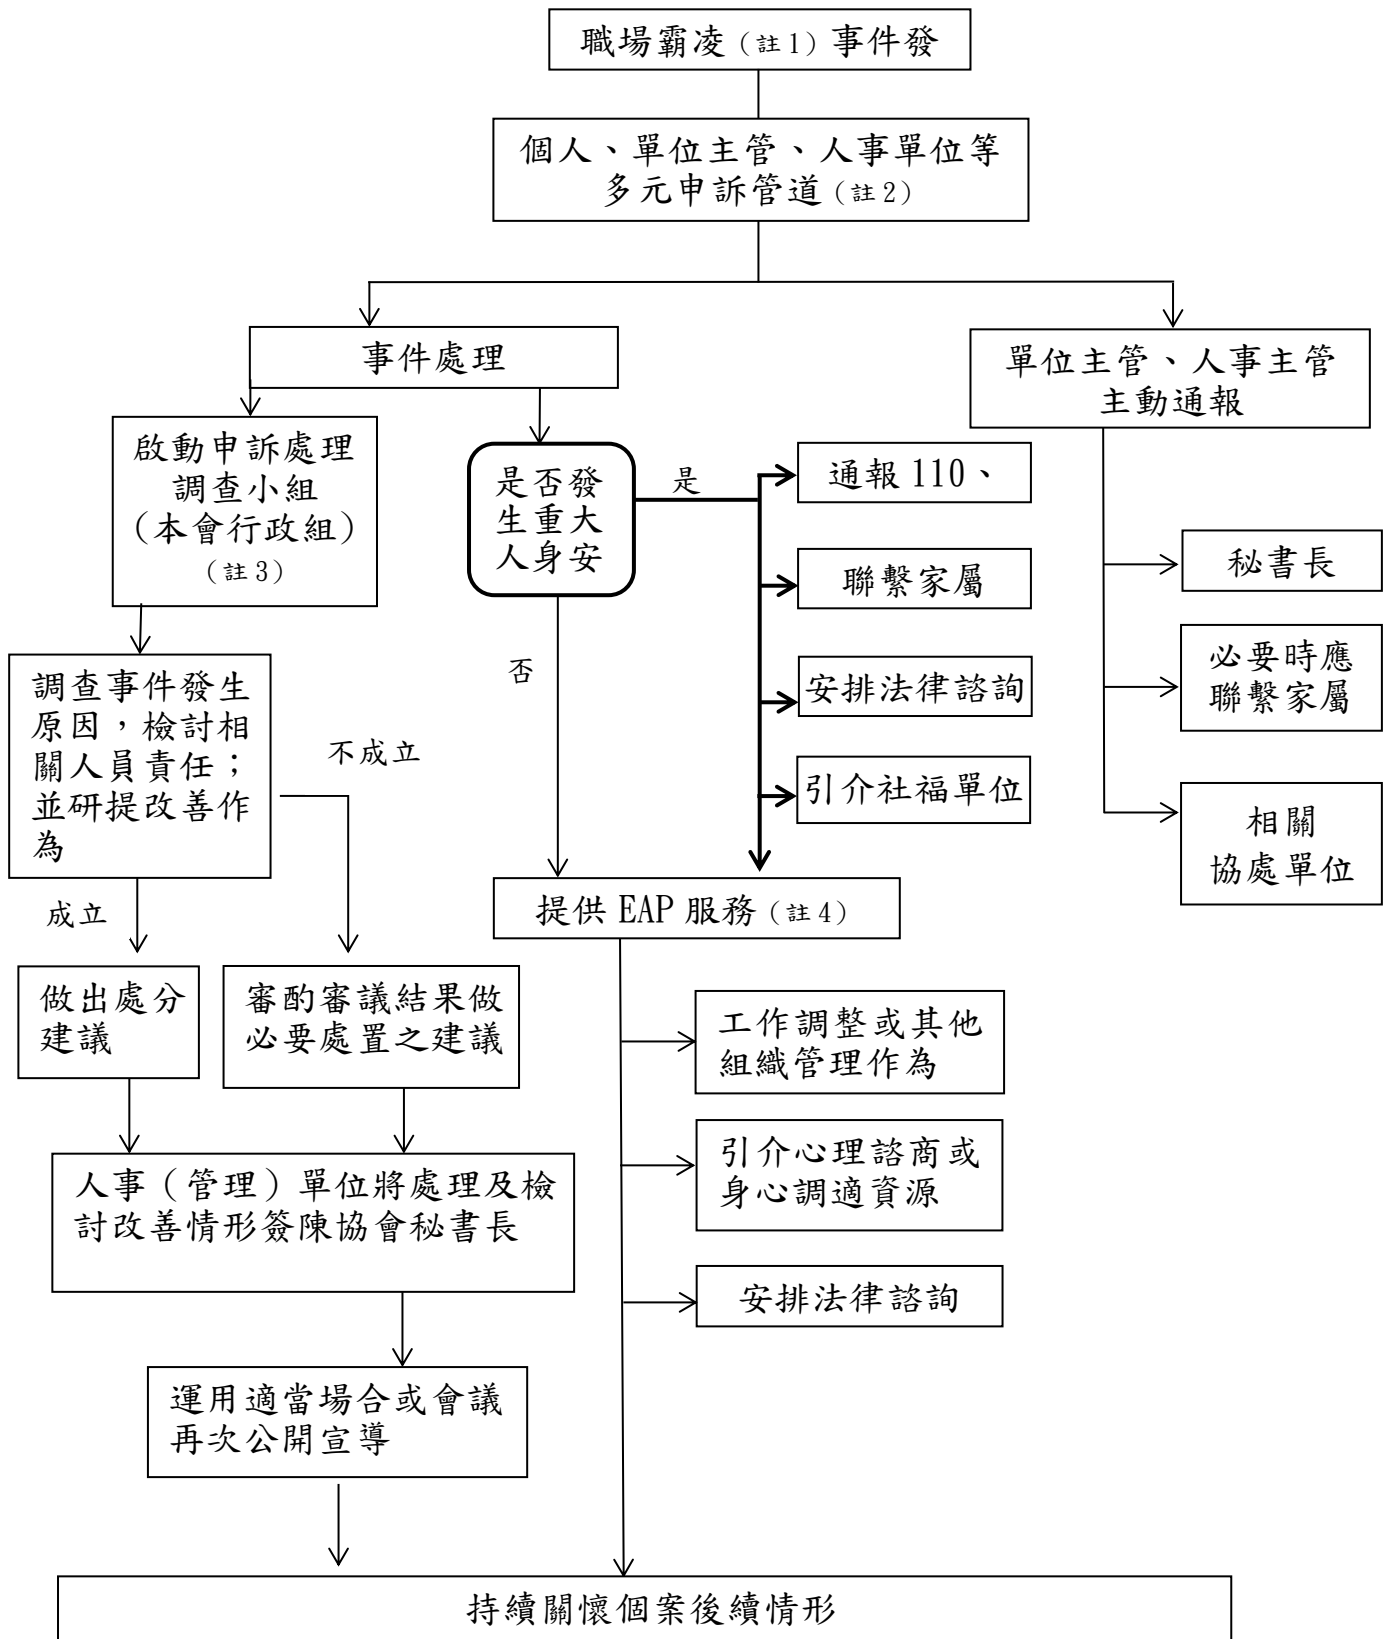 職場霸凌（註1）事件發
個人、單位主管、人事單位等
多元申訴管道（註2）
事件處理
單位主管、人事主管
主動通報
啟動申訴處理
調查小組
（本會行政組）
（註3）
是否發
生重大
人身安
是
通報110、
聯繫家屬
安排法律諮詢
引介社福單位
秘書長
必要時應
聯繫家屬
相關
協處單位
否
調查事件發生
原因，檢討相
關人員責任；
並研提改善作
為
不成立
成立
提供 EAP 服務（註4）
做出處分
建議
審酌審議結果做
必要處置之建議
工作調整或其他
組織管理作為
引介心理諮商或
身心調適資源
安排法律諮詢
人事（管理）單位將處理及檢
討改善情形簽陳協會秘書長
運用適當場合或會議
再次公開宣導
持續關懷個案後續情形